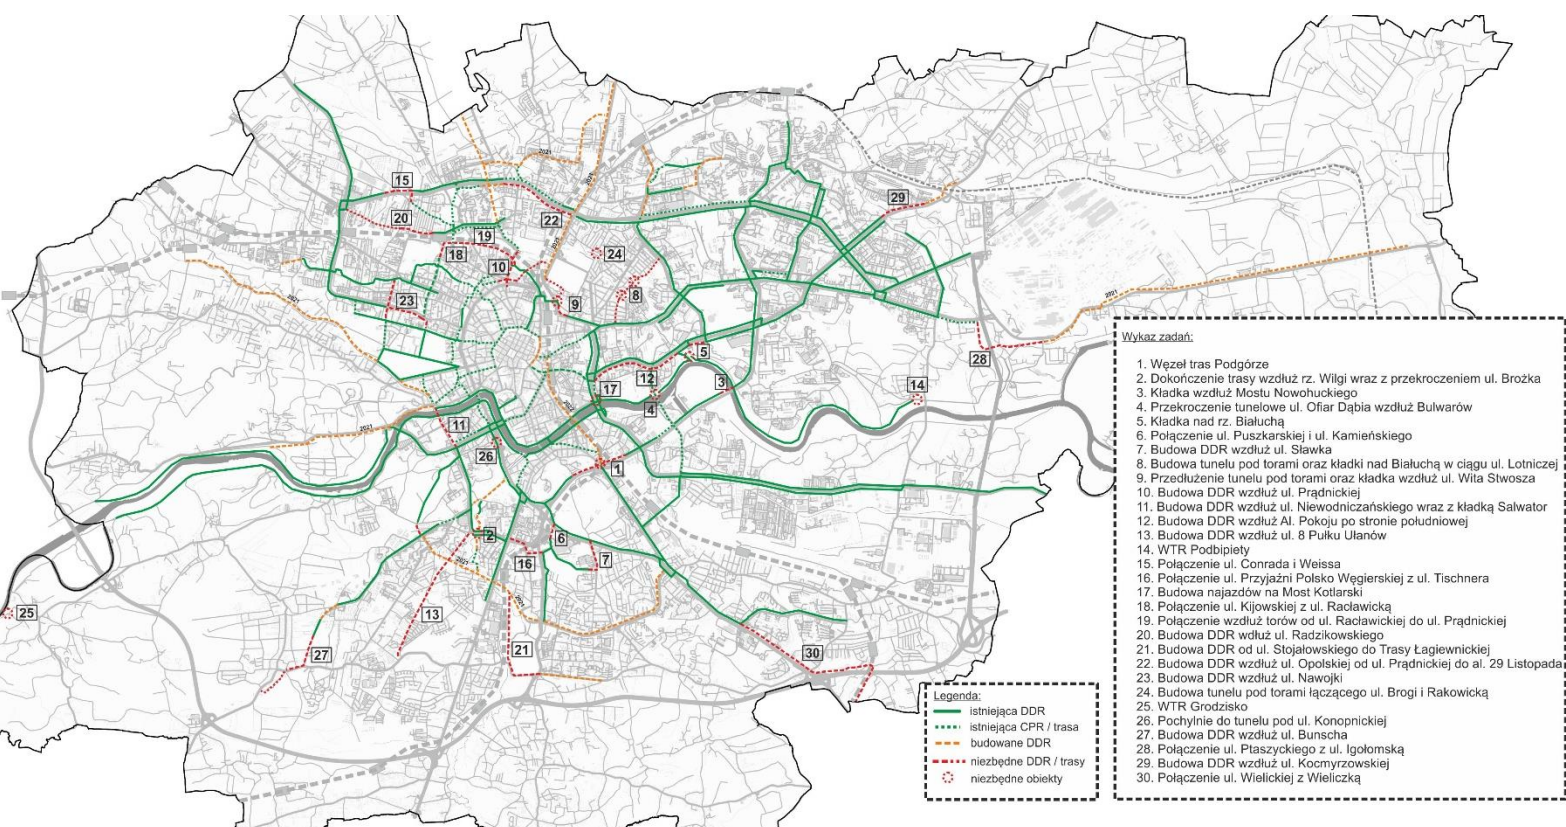 15
20
19
18
10
23
22
24
29
9
8
5
12
17
4
3
14
28
11
26
1
2
6
16
7
13
21
27
25
30
2021
2021
2021
2021
2021
2021
Wykaz zadań:
1. Węzeł tras Podgórze
2. Dokończenie trasy wzdłuż rz. Wilgi wraz z przekroczeniem ul. Brożka
3. Kładka wzdłuż Mostu Nowohuckiego
4. Przekroczenie tunelowe ul. Ofiar Dąbia wzdłuż Bulwarów
5. Kładka nad rz. Białuchą
6. Połączenie ul. Puszkarskiej i ul. Kamieńskiego
7. Budowa DDR wzdłuż ul. Sławka
8. Budowa tunelu pod torami oraz kładki nad Białuchą w ciągu ul. Lotniczej
9. Przedłużenie tunelu pod torami oraz kładka wzdłuż ul. Wita Stwosza
10. Budowa DDR wzdłuż ul. Prądnickiej
11. Budowa DDR wzdłuż ul. Niewodniczańskiego wraz z kładką Salwator
12. Budowa DDR wzdłuż Al. Pokoju po stronie południowej
13. Budowa DDR wzdłuż ul. 8 Pułku Ułanów
14. WTR Podbipięty
15. Połączenie ul. Conrada i Weissa
16. Połączenie ul. Przyjaźni Polsko Węgierskiej z ul. Tischnera
17. Budowa najazdów na Most Kotlarski
18. Połączenie ul. Kijowskiej z ul. Racławicką
19. Połączenie wzdłuż torów od ul. Racławickiej do ul. Prądnickiej
20. Budowa DDR wdłuż ul. Radzikowskiego
21. Budowa DDR od ul. Stojałowskiego do Trasy Łagiewnickiej
22. Budowa DDR wzdłuż ul. Opolskiej od ul. Prądnickiej do al. 29 Listopada
23. Budowa DDR wzdłuż ul. Nawojki
24. Budowa tunelu pod torami łączącego ul. Brogi i Rakowicką
25. WTR Grodzisko
26. Pochylnie do tunelu pod ul. Konopnickiej
27. Budowa DDR wzdłuż ul. Bunscha
28. Połączenie ul. Ptaszyckiego z ul. Igołomską
29. Budowa DDR wzdłuż ul. Kocmyrzowskiej
30. Połączenie ul. Wielickiej z Wieliczką
Legenda:
istniejąca DDR
istniejąca CPR / trasa
budowane DDR
niezbędne DDR / trasy
niezbędne obiekty